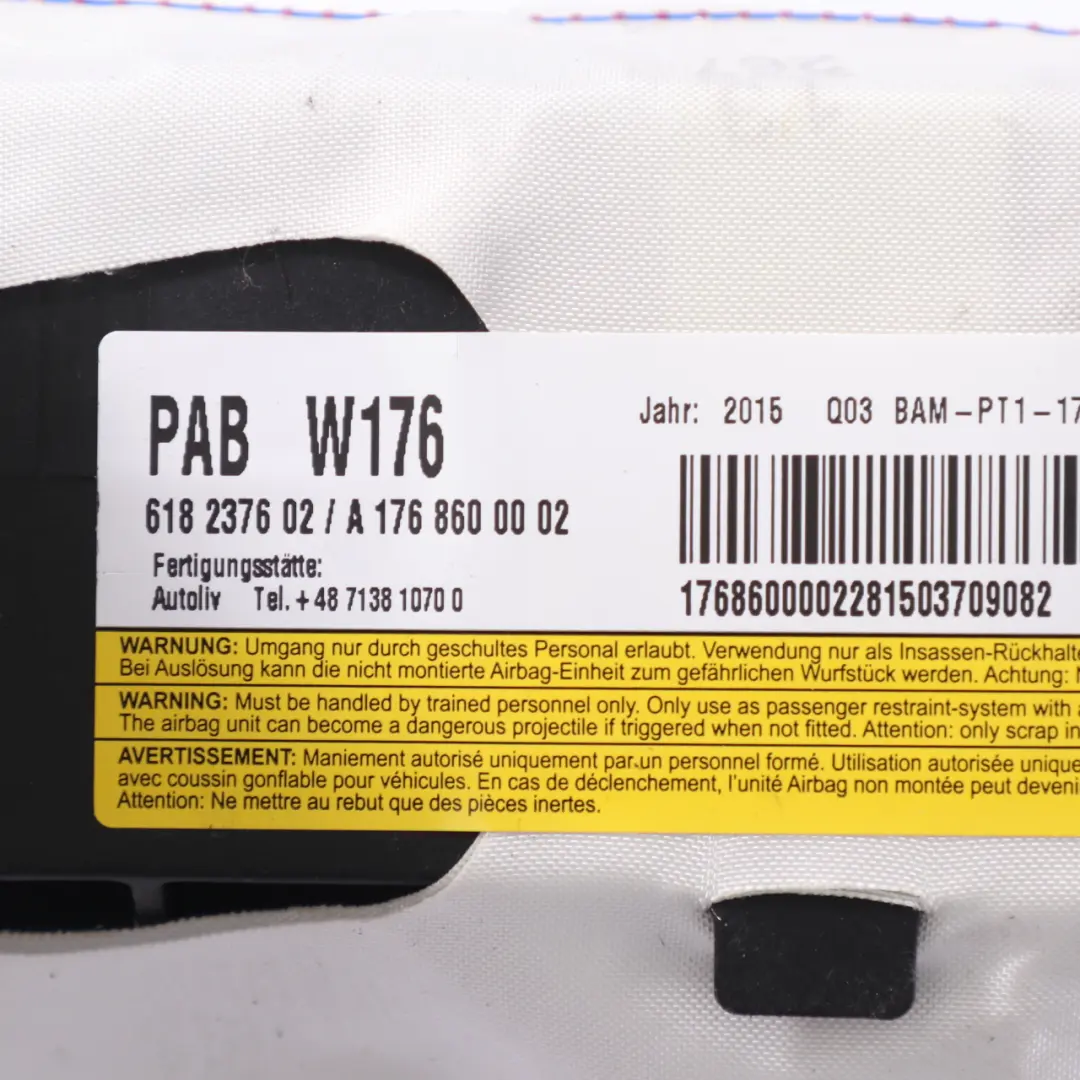 PAB W176
Jahr: 2015 Q03 BAM-PT1-17
618 2376 02 / A 176 860 00 02
Fertigungsstätte:
Autoliv Tel. + 48 7138 1070 0
17686000022815037090​82
WARNUNG: Umgang nur durch geschultes Personal erlaubt. Verwendung nur als Insassen-Rückhalte
Bei Auslösung kann die nicht montierte Airbag-Einheit zum gefährlichen Wurfstück werden. Achtung: N
WARNING: Must be handled by trained personnel only. Only use as passenger restraint-system with a
The airbag unit can become a dangerous projectile if triggered when not fitted. Attention: only scrap in
AVERTISSEMENT: Maniement autorisé uniquement par un personnel formé. Utilisation autorisée unique
avec coussin gonflable pour véhicules. En cas de déclenchement, l'unité Airbag non montée peut deveni
Attention: Ne mettre au rebut que des pièces inertes.